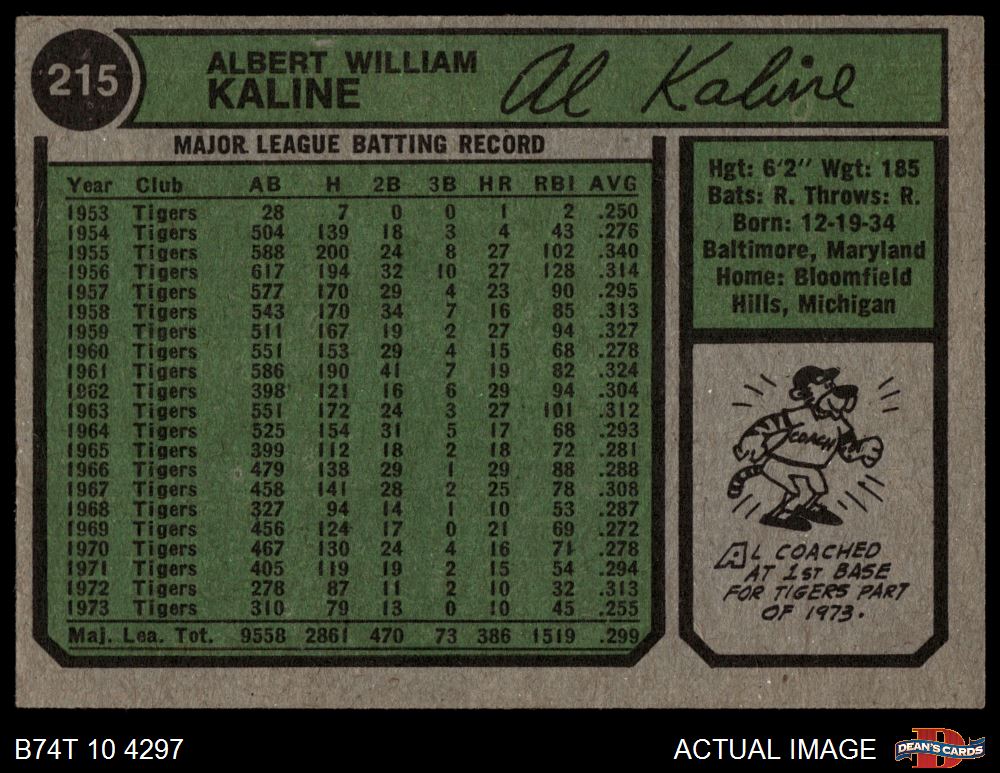 215
ALBERT WILLIAM
KALINE
Al Kaline
MAJOR LEAGUE BATTING RECORD
Year Club AB H 2B 3B HR RBI AVG
1953 Tigers 28 7 0 0 1 2 .250
1954 Tigers 504 139 18 3 4 43 .276
1955 Tigers 588 200 24 8 27 102 .340
1956 Tigers 617 194 32 10 27 128 .314
1957 Tigers 577 170 29 4 23 90 .295
1958 Tigers 543 170 34 7 16 85 .313
1959 Tigers 511 167 19 2 27 94 .327
1960 Tigers 551 153 29 4 15 68 .278
1961 Tigers 586 190 41 7 19 82 .324
1962 Tigers 398 121 16 6 29 94 .304
1963 Tigers 551 172 24 3 27 101 .312
1964 Tigers 525 154 31 5 17 68 .293
1965 Tigers 399 112 18 2 18 72 .281
1966 Tigers 479 138 29 1 29 88 .288
1967 Tigers 458 141 28 2 25 78 .308
1968 Tigers 327 94 14 1 10 53 .287
1969 Tigers 456 124 17 0 21 69 .272
1970 Tigers 467 130 24 4 16 71 .278
1971 Tigers 405 119 19 2 15 54 .294
1972 Tigers 278 87 11 2 10 32 .313
1973 Tigers 310 79 13 0 10 45 .255
Maj. Lea. Tot. 9558 2861 470 73 386 1519 .299
Hgt: 6'2" Wgt: 185
Bats: R. Throws: R.
Born: 12-19-34
Baltimore, Maryland
Home: Bloomfield
Hills, Michigan
COACH
AL COACHED
AT 1ST BASE
FOR TIGERS PART
OF 1973.
B74T 10 4297
ACTUAL IMAGE
D
DEAN'S CARDS